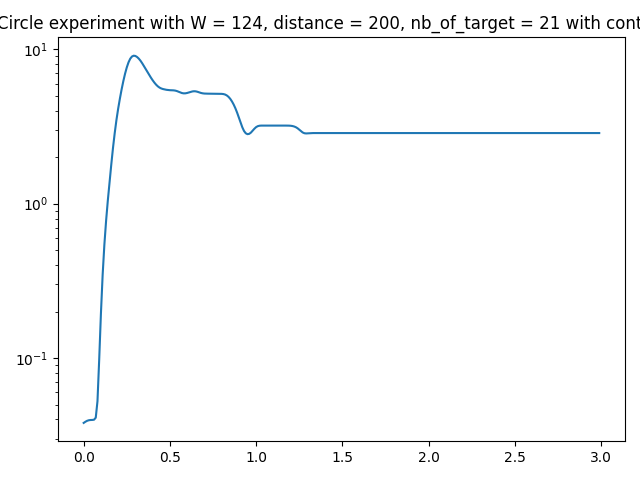 Circle experiment with W = 124, distance = 200, nb_of_target = 21 with cont
10¹
10⁰
10⁻¹
0.0 0.5 1.0 1.5 2.0 2.5 3.0